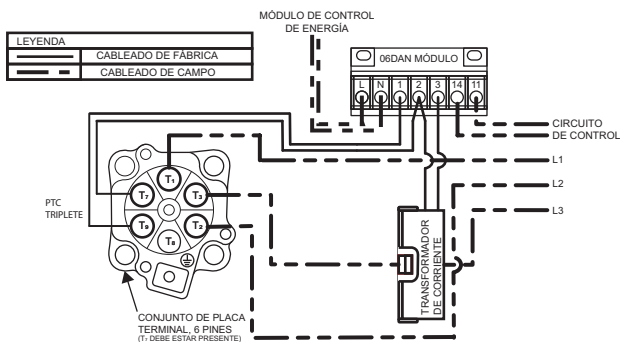 MÓDULO DE CONTROL
DE ENERGÍA
LEYENDA
CABLEADO DE FÁBRICA
CABLEADO DE CAMPO
06DAN MÓDULO
L N 1 2 3 14 11
CIRCUITO
DE CONTROL
L1
L2
L3
PTC
TRIPLETE
T1
T7
T3
T9
T2
T8
TRANSFORMADOR
DE CORRIENTE
CONJUNTO DE PLACA
TERMINAL, 6 PINES
(T7 DEBE ESTAR PRESENTE)